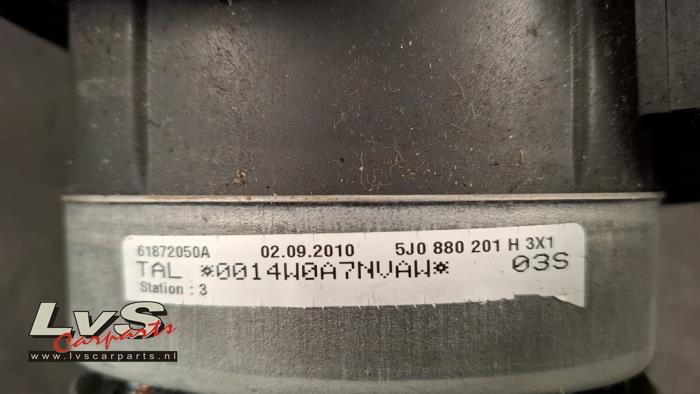 61872050A 02.09.2010 5J0 880 201 H 3X1
TAL *0014W0A7NVAW* 03S
Station : 3
LvS
Carparts
www.lvscarparts.nl